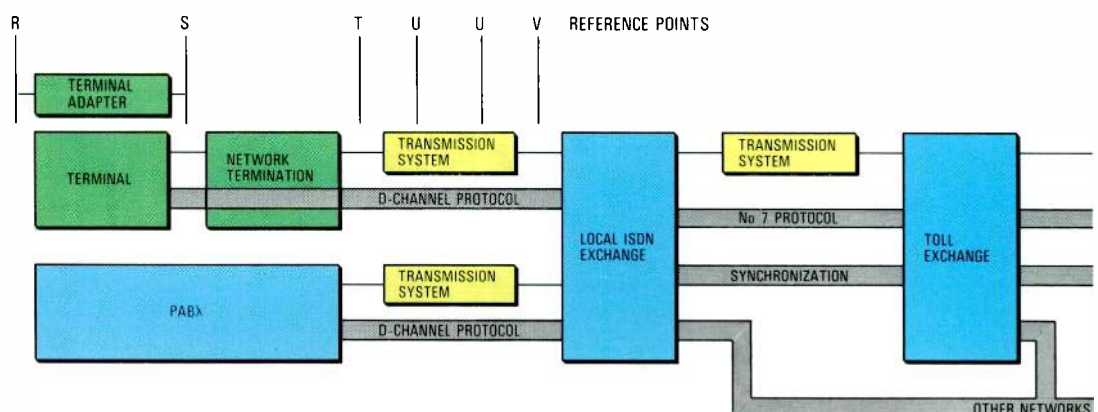 R S T U U V REFERENCE POINTS
TERMINAL
ADAPTER
TERMINAL
NETWORK
TERMINATION
TRANSMISSION
SYSTEM
D-CHANNEL PROTOCOL
LOCAL ISDN
EXCHANGE
TRANSMISSION
SYSTEM
No 7 PROTOCOL
SYNCHRONIZATION
TOLL
EXCHANGE
PABX
TRANSMISSION
SYSTEM
D-CHANNEL PROTOCOL
OTHER NETWORKS